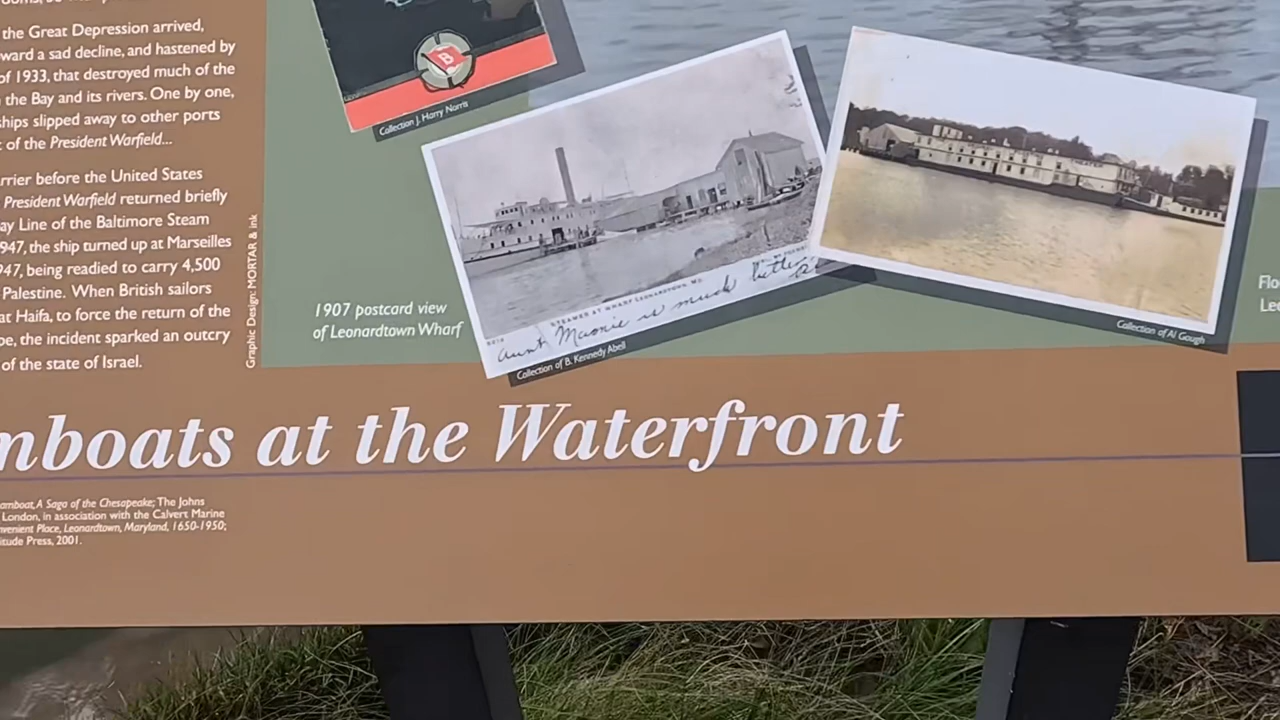 the Great Depression arrived,
ward a sad decline, and hastened by
of 1933, that destroyed much of the
the Bay and its rivers. One by one,
hips slipped away to other ports
of the President Warfield...
rrier before the United States
President Warfield returned briefly
ay Line of the Baltimore Steam
947, the ship turned up at Marseilles
947, being readied to carry 4,500
Palestine. When British sailors
at Haifa, to force the return of the
pe, the incident sparked an outcry
of the state of Israel.
Graphic Design: MORTAR & ink
B
Collection J. Harry Norris
1907 postcard view
of Leonardtown Wharf
STEAMER AT WHARF LEONARDTOWN, MD.
Aunt Mamie is much better
Collection of B. Kennedy Abell
Collection of Al Gough
Flo
Le
mboats at the Waterfront
amboat, A Saga of the Chesapeake; The Johns
London, in association with the Calvert Marine
nvenient Place, Leonardtown, Maryland, 1650-1950;
itude Press, 2001.